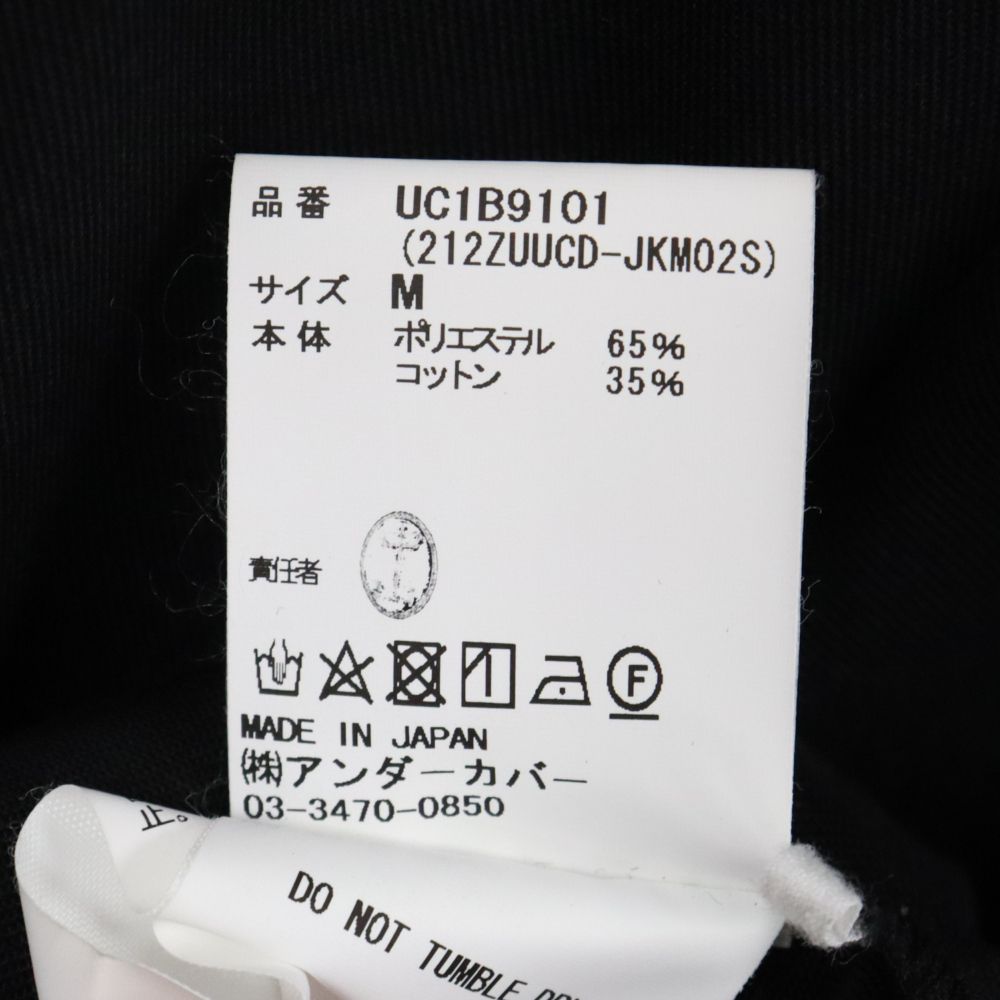 品番 UC1B9101
(212ZUUCD-JKM02S)
サイズ M
本体 ポリエステル 65%
コットン 35%
責任者
F
MADE IN JAPAN
㈱アンダーカバー
03-3470-0850
止。
DO NOT TUMBLE